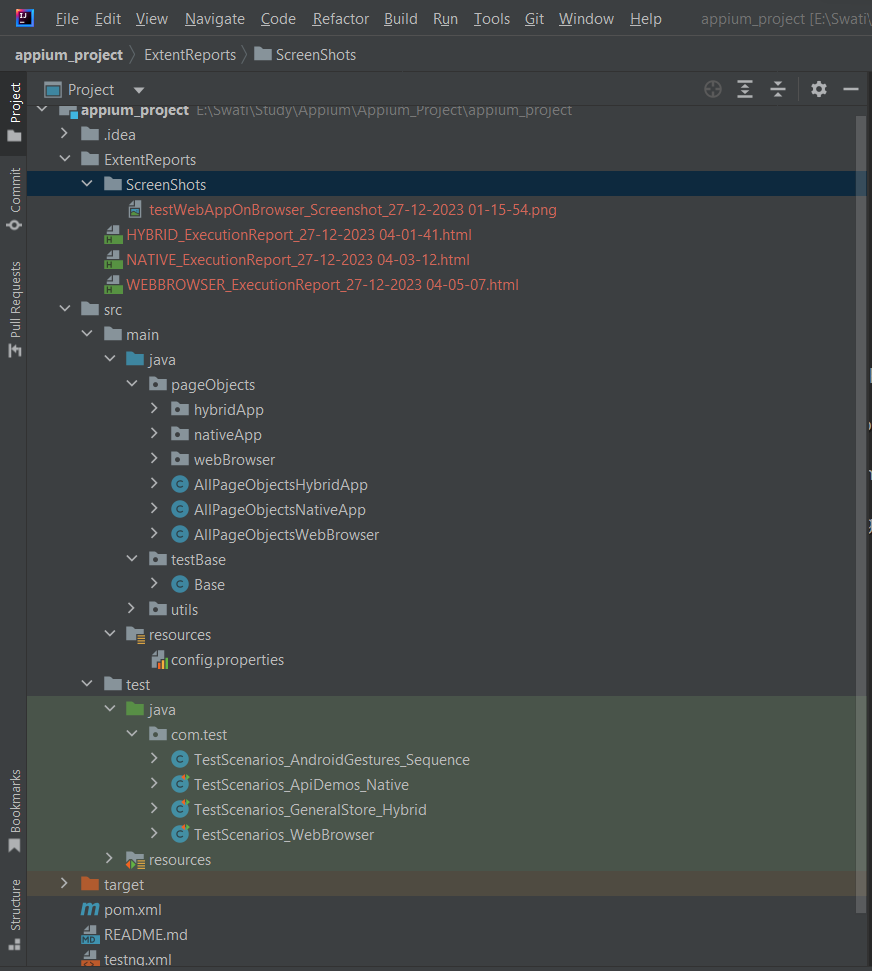 File Edit View Navigate Code Refactor Build Run Tools Git Window Help appium_project [E:\Swati\
appium_project ExtentReports ScreenShots
Project
Project
appium_project E:\Swati\Study\Appium\Appium_Project\appium_project
.idea
ExtentReports
Commit
ScreenShots
testWebAppOnBrowser_Screenshot_27-12-2023 01-15-54.png
HYBRID_ExecutionReport_27-12-2023 04-01-41.html
NATIVE_ExecutionReport_27-12-2023 04-03-12.html
Pull Requests
WEBBROWSER_ExecutionReport_27-12-2023 04-05-07.html
src
main
java
pageObjects
hybridApp
nativeApp
webBrowser
AllPageObjectsHybridApp
AllPageObjectsNativeApp
AllPageObjectsWebBrowser
testBase
Base
utils
resources
config.properties
test
java
com.test
TestScenarios_AndroidGestures_Sequence
TestScenarios_ApiDemos_Native
Bookmarks
TestScenarios_GeneralStore_Hybrid
TestScenarios_WebBrowser
resources
target
Structure
pom.xml
README.md
testng.xml